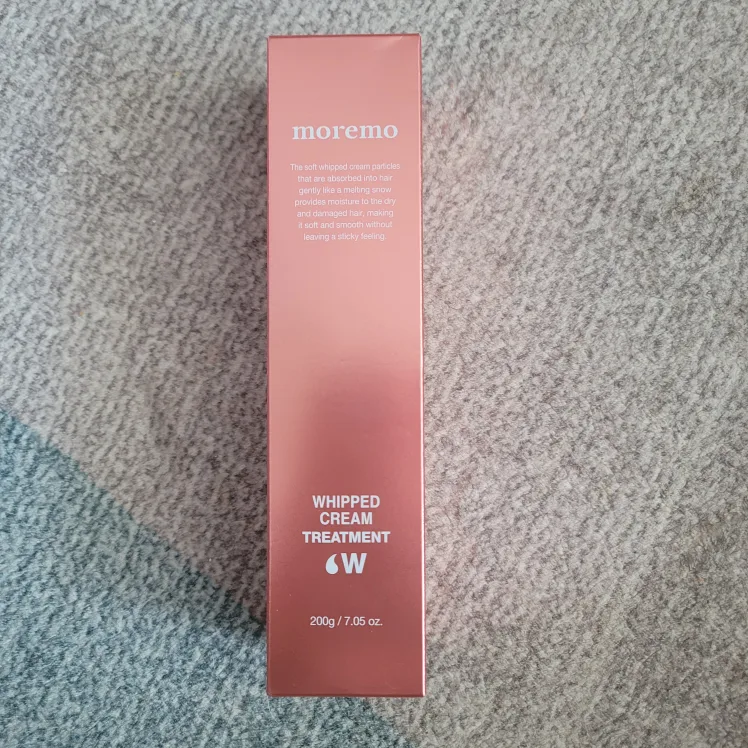 moremo
The soft whipped cream particles
that are absorbed into hair
gently like a melting snow
provides moisture to the dry
and damaged hair, making
it soft and smooth without
leaving a sticky feeling.
WHIPPED
CREAM
TREATMENT
W
200g / 7.05 oz.